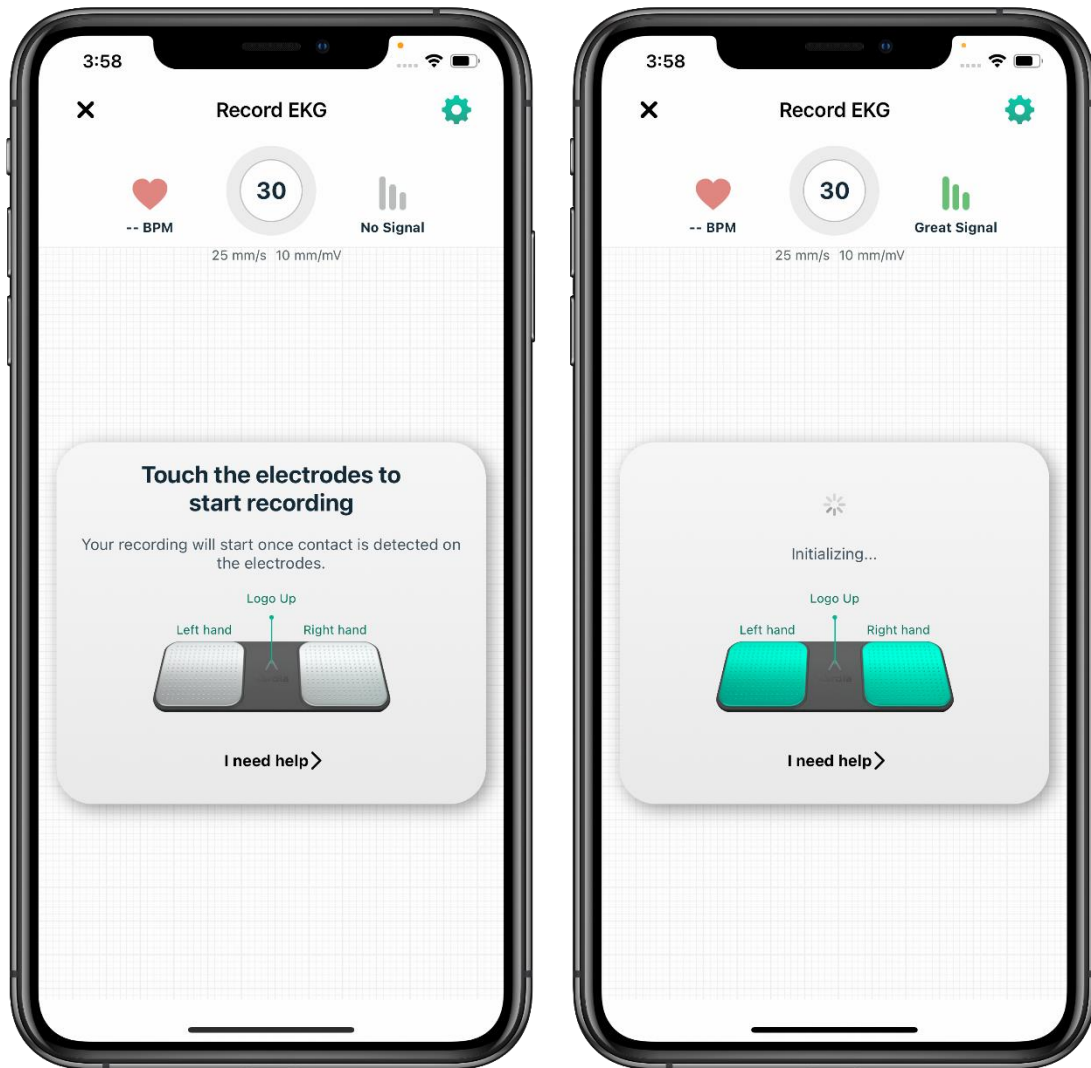 3:58
Record EKG
30
-- BPM
No Signal
25 mm/s 10 mm/mV
Touch the electrodes to
start recording
Your recording will start once contact is detected on
the electrodes.
Logo Up
Left hand
Right hand
I need help
3:58
Record EKG
30
-- BPM
Great Signal
25 mm/s 10 mm/mV
Initializing...
Logo Up
Left hand
Right hand
I need help